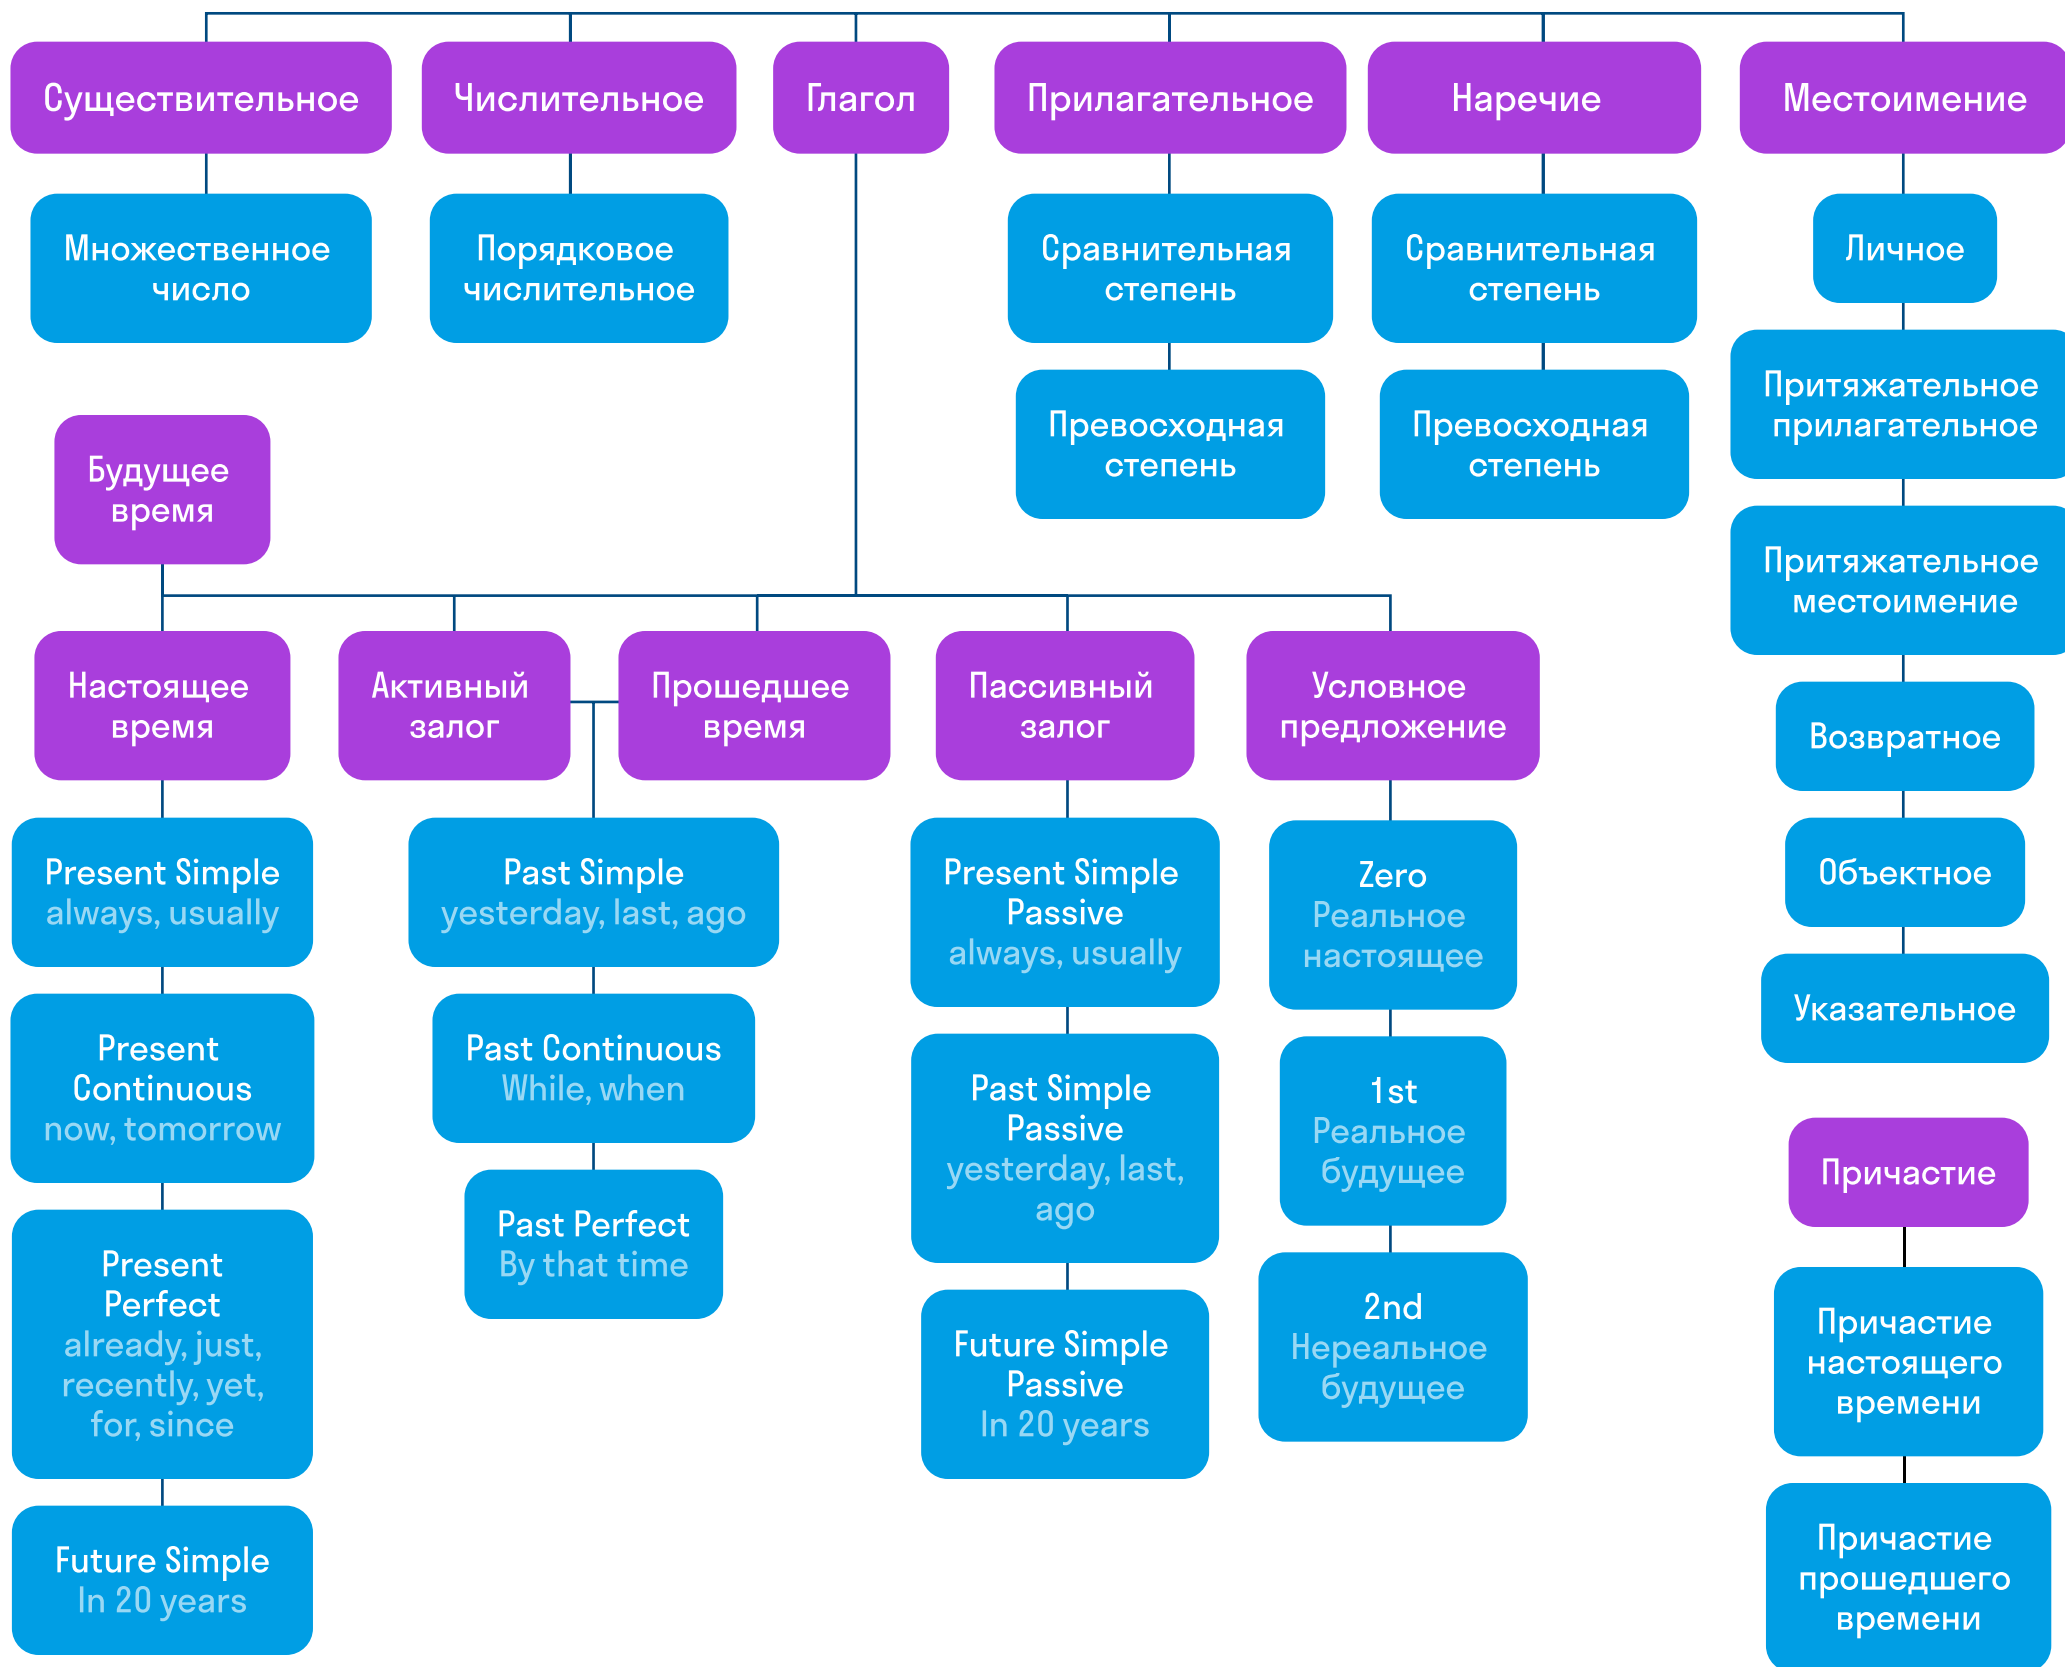 Существительное
Числительное
Глагол
Прилагательное
Наречие
Местоимение
Множественное
число
Порядковое
числительное
Сравнительная
степень
Превосходная
степень
Сравнительная
степень
Превосходная
степень
Личное
Притяжательное
прилагательное
Притяжательное
местоимение
Возвратное
Объектное
Указательное
Будущее
время
Настоящее
время
Активный
залог
Прошедшее
время
Пассивный
залог
Условное
предложение
Present Simple
always, usually
Present
Continuous
now, tomorrow
Present
Perfect
already, just,
recently, yet,
for, since
Future Simple
In 20 years
Past Simple
yesterday, last, ago
Past Continuous
While, when
Past Perfect
By that time
Present Simple
Passive
always, usually
Past Simple
Passive
yesterday, last,
ago
Future Simple
Passive
In 20 years
Zero
Реальное
настоящее
1st
Реальное
будущее
2nd
Нереальное
будущее
Причастие
Причастие
настоящего
времени
Причастие
прошедшего
времени